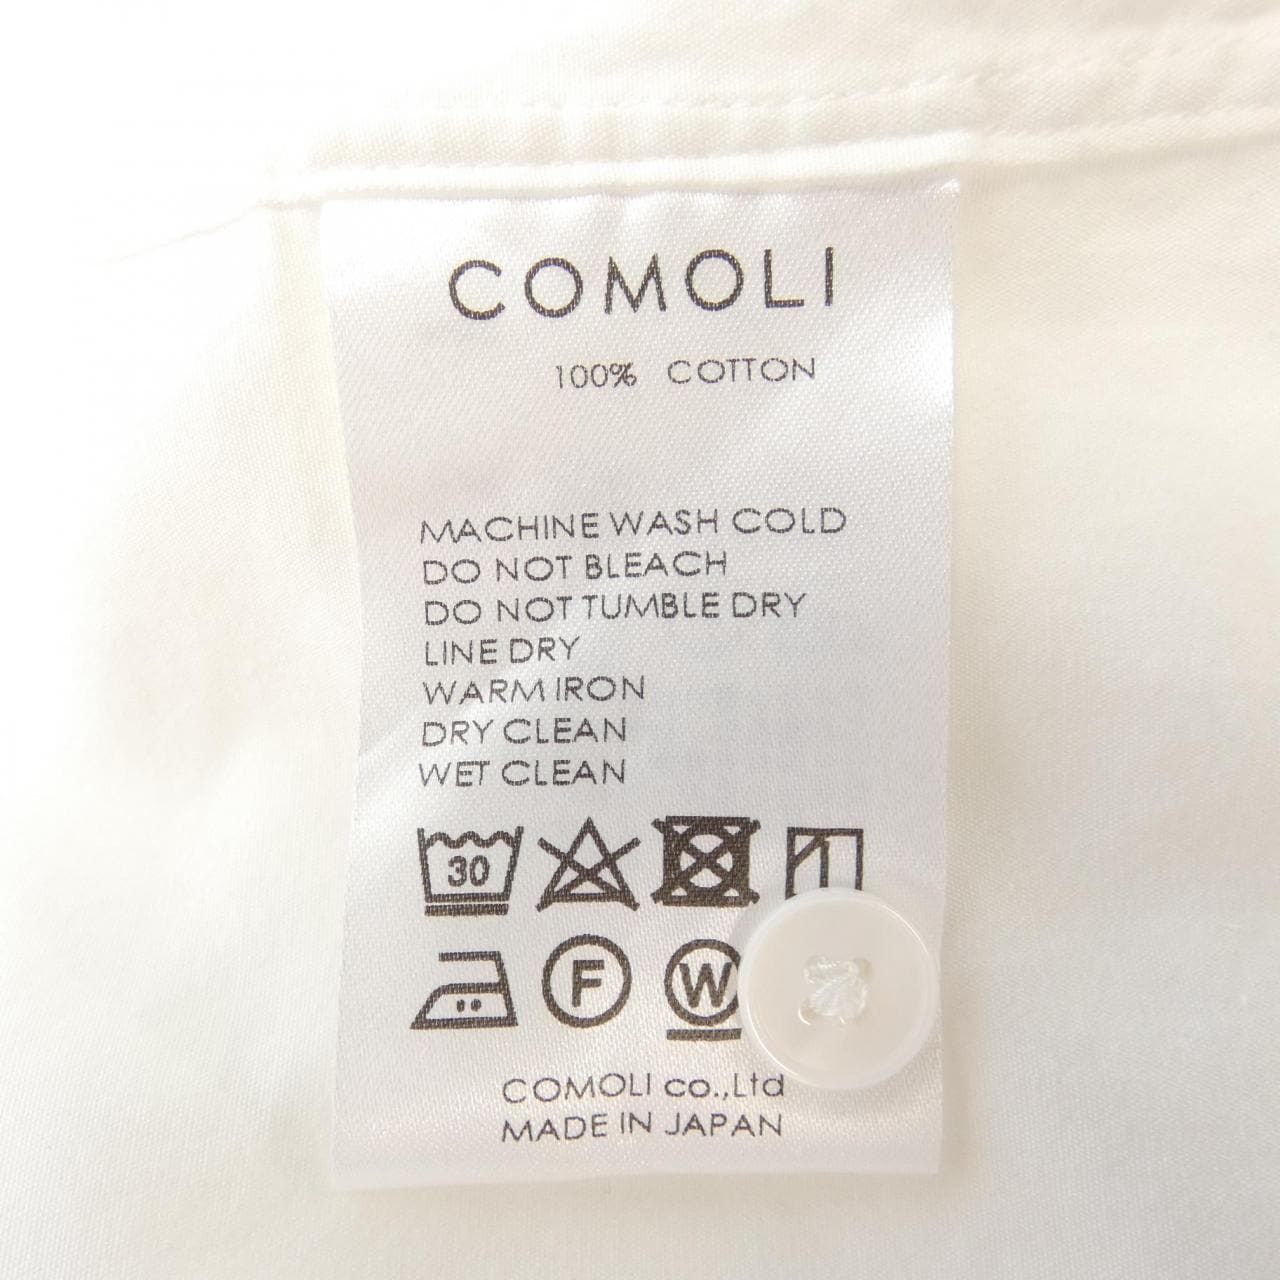 COMOLI
100% COTTON
MACHINE WASH COLD
DO NOT BLEACH
DO NOT TUMBLE DRY
LINE DRY
WARM IRON
DRY CLEAN
WET CLEAN
30
F W
COMOLI co.,Ltd
MADE IN JAPAN